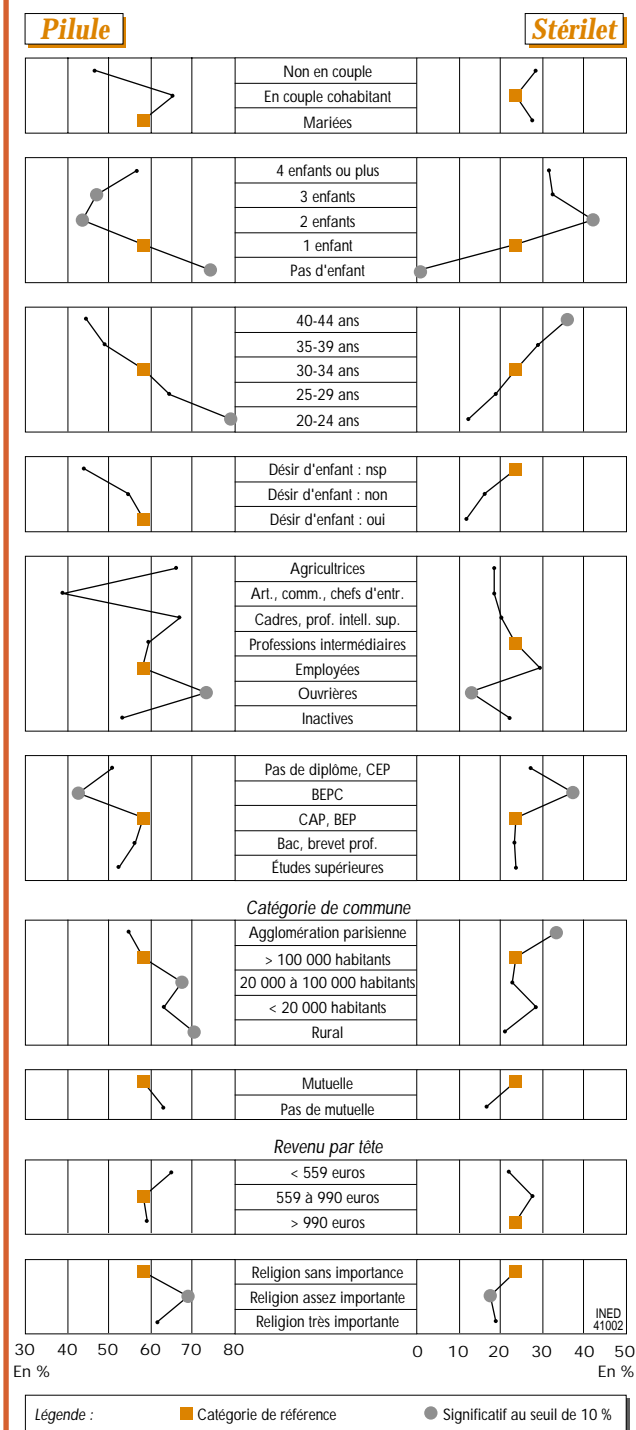 Pilule
Stérilet
Non en couple
En couple cohabitant
Mariées
4 enfants ou plus
3 enfants
2 enfants
1 enfant
Pas d'enfant
40-44 ans
35-39 ans
30-34 ans
25-29 ans
20-24 ans
Désir d'enfant : nsp
Désir d'enfant : non
Désir d'enfant : oui
Agricultrices
Art., comm., chefs d'entr.
Cadres, prof. intell. sup.
Professions intermédiaires
Employées
Ouvrières
Inactives
Pas de diplôme, CEP
BEPC
CAP, BEP
Bac, brevet prof.
Études supérieures
Catégorie de commune
Agglomération parisienne
> 100 000 habitants
20 000 à 100 000 habitants
< 20 000 habitants
Rural
Mutuelle
Pas de mutuelle
Revenu par tête
< 559 euros
559 à 990 euros
> 990 euros
Religion sans importance
Religion assez importante
Religion très importante
INED
41002
30 40 50 60 70 80 0 10 20 30 40 50
En % En %
Légende : Catégorie de référence Significatif au seuil de 10 %